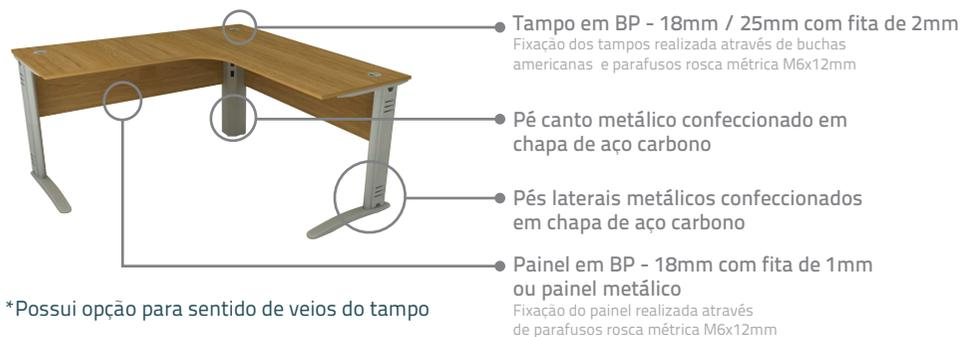 Tampo em BP - 18mm / 25mm com fita de 2mm
Fixação dos tampos realizada através de buchas
americanas e parafusos rosca métrica M6x12mm
Pé canto metálico confeccionado em
chapa de aço carbono
Pés laterais metálicos confeccionados
em chapa de aço carbono
Painel em BP - 18mm com fita de 1mm
ou painel metálico
Fixação do painel realizada através
de parafusos rosca métrica M6x12mm
*Possui opção para sentido de veios do tampo